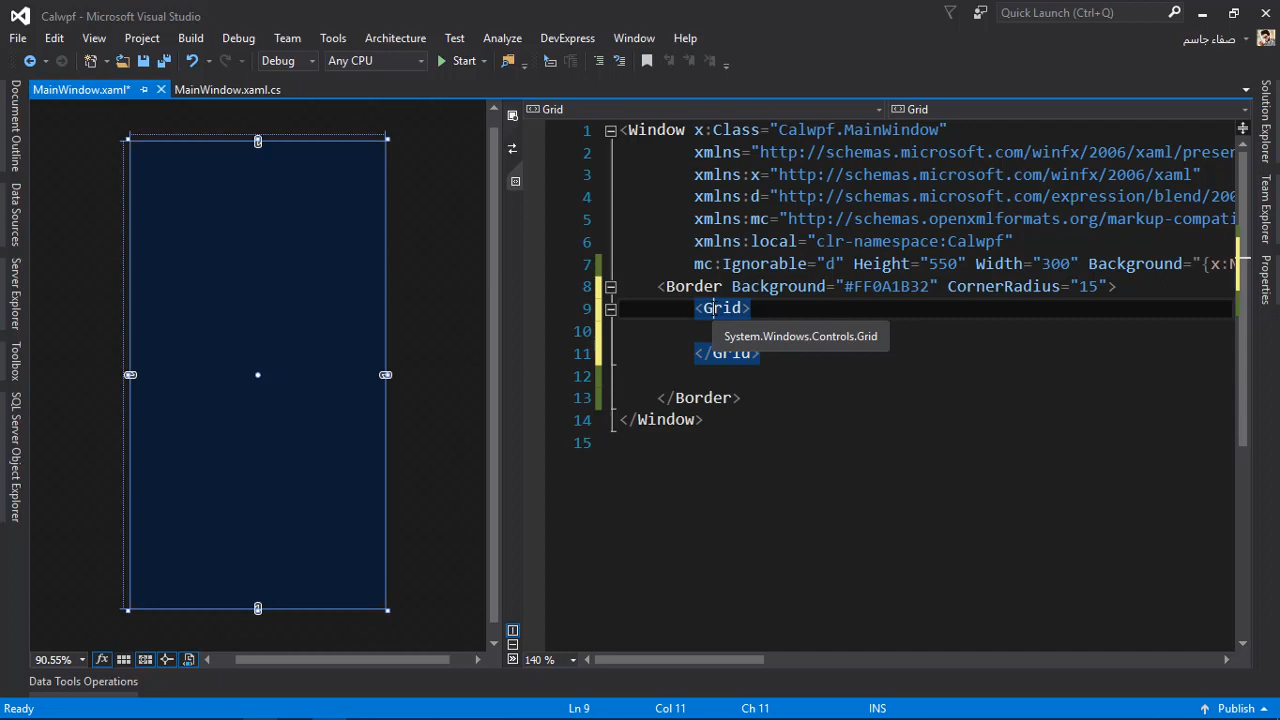 Calwpf - Microsoft Visual Studio
Quick Launch (Ctrl+Q)
File Edit View Project Build Debug Team Tools Architecture Test Analyze DevExpress Window Help
صفاء جاسم
Debug Any CPU Start
MainWindow.xaml* MainWindow.xaml.cs
Document Outline
Data Sources
Server Explorer
Toolbox
SQL Server Object Explorer
Grid Grid
1 <Window x:Class="Calwpf.MainWindow"
2 xmlns="http://schemas.microsoft.com/winfx/2006/xaml/presen
3 xmlns:x="http://schemas.microsoft.com/winfx/2006/xaml"
4 xmlns:d="http://schemas.microsoft.com/expression/blend/200
5 xmlns:mc="http://schemas.openxmlformats.org/markup-compati
6 xmlns:local="clr-namespace:Calwpf"
7 mc:Ignorable="d" Height="550" Width="300" Background="{x:N
8 <Border Background="#FF0A1B32" CornerRadius="15">
9 <Grid>
10
System.Windows.Controls.Grid
11 </Grid>
12
13 </Border>
14 </Window>
15
Solution Explorer
Team Explorer
Properties
90.55% fx
140 %
Data Tools Operations
Ready Ln 9 Col 11 Ch 11 INS Publish